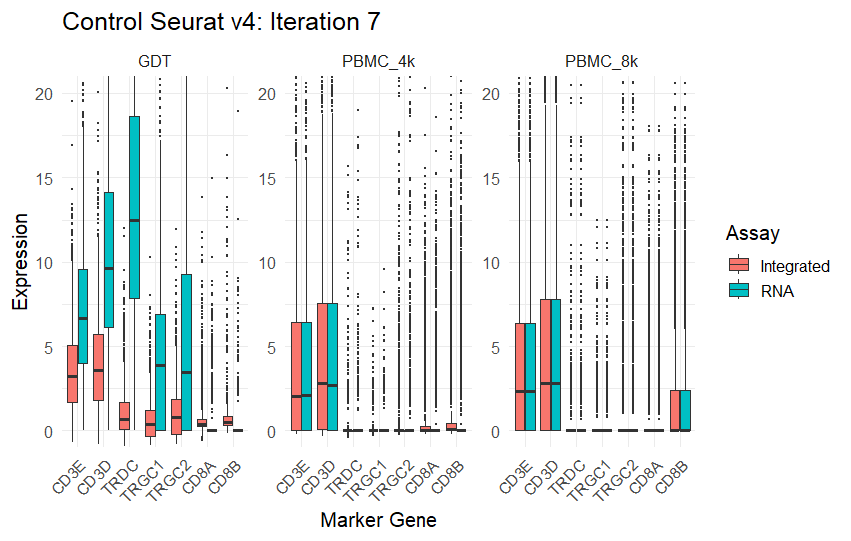 Control Seurat v4: Iteration 7
GDT
PBMC_4k
PBMC_8k
Expression
20
15
10
5
0
20
15
10
5
0
20
15
10
5
0
CD3E
CD3D
TRDC
TRGC1
TRGC2
CD8A
CD8B
CD3E
CD3D
TRDC
TRGC1
TRGC2
CD8A
CD8B
CD3E
CD3D
TRDC
TRGC1
TRGC2
CD8A
CD8B
Marker Gene
Assay
Integrated
RNA